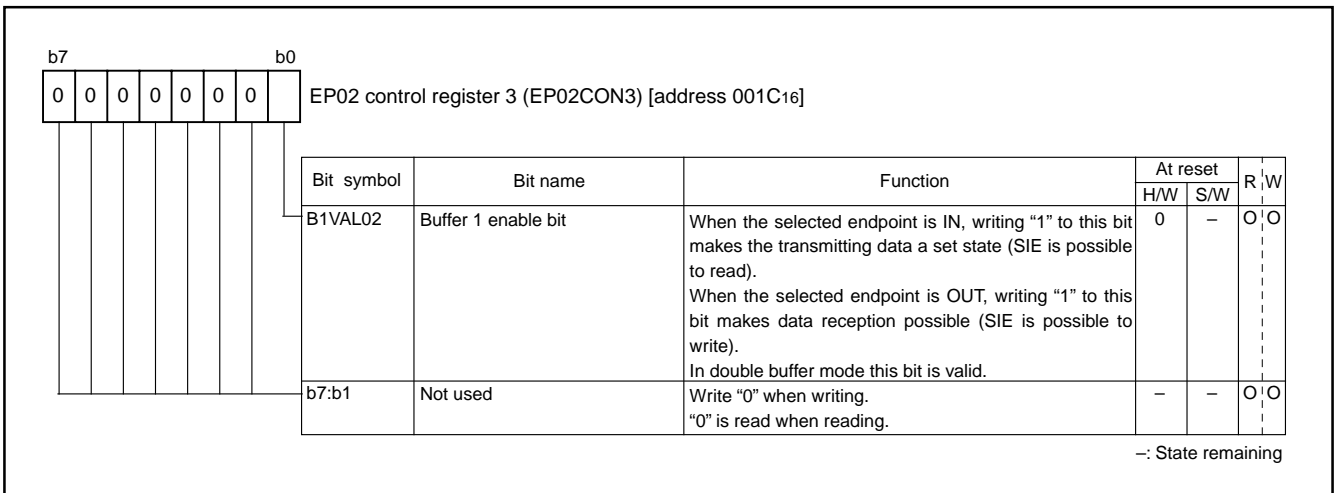 b7 b0
0 0 0 0 0 0 0
EP02 control register 3 (EP02CON3) [address 001C16]
Bit symbol Bit name Function At reset R W
H/W S/W
B1VAL02 Buffer 1 enable bit When the selected endpoint is IN, writing “1” to this bit 0 – O O
makes the transmitting data a set state (SIE is possible
to read).
When the selected endpoint is OUT, writing “1” to this
bit makes data reception possible (SIE is possible to
write).
In double buffer mode this bit is valid.
b7:b1 Not used Write “0” when writing. – – O O
“0” is read when reading.
–: State remaining